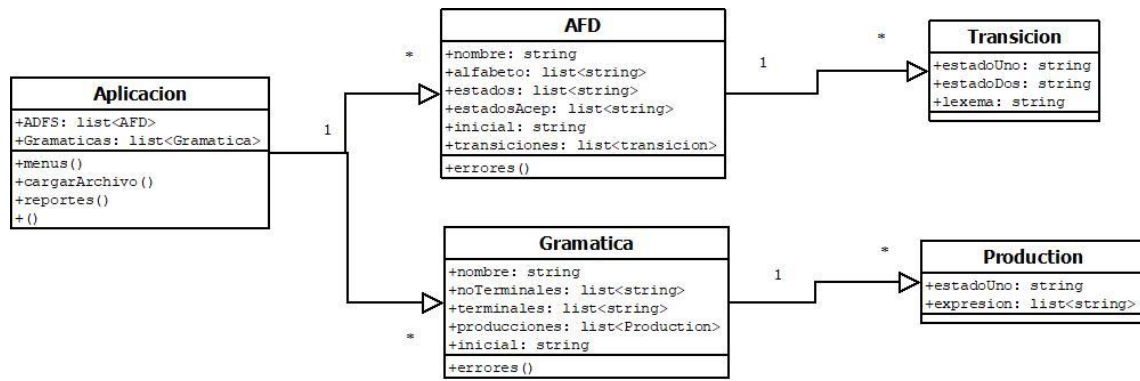 Aplicacion
+ADFS: list<AFD>
+Gramaticas: list<Gramatica>
+menus()
+cargarArchivo()
+reportes()
+()
1
*
AFD
+nombre: string
+alfabeto: list<string>
+estados: list<string>
+estadosAcep: list<string>
+inicial: string
+transiciones: list<transicion>
+errores()
1
*
Transicion
+estadoUno: string
+estadoDos: string
+lexema: string
*
Gramatica
+nombre: string
+noTerminales: list<string>
+terminales: list<string>
+producciones: list<Production>
+inicial: string
+errores()
1
*
Production
+estadoUno: string
+expresion: list<string>